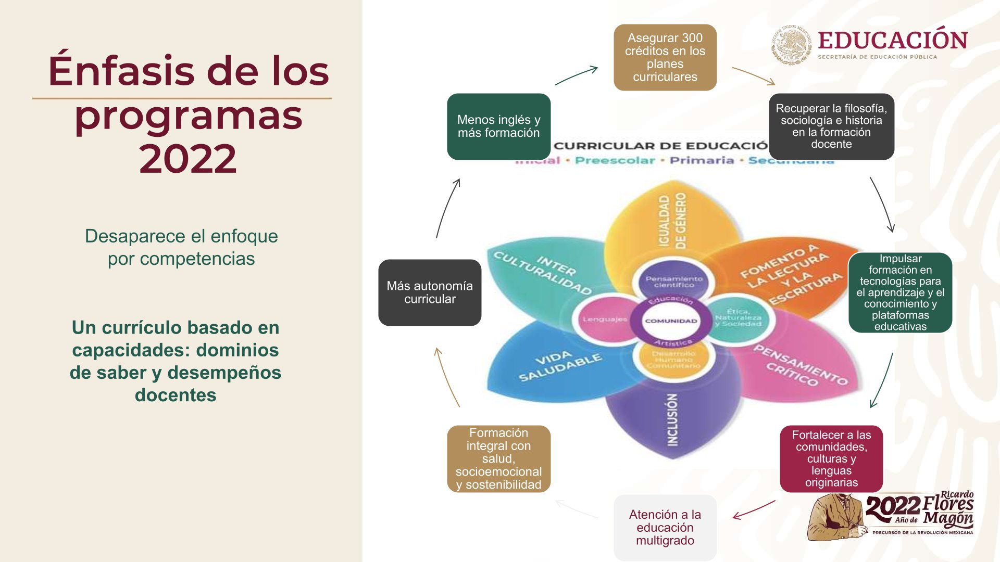 Énfasis de los
programas
2022
Desaparece el enfoque
por competencias
Un currículo basado en
capacidades: dominios
de saber y desempeños
docentes
Asegurar 300
créditos en los
planes
curriculares
ESTADOS UNIDOS MEXICANOS
EDUCACIÓN
SECRETARÍA DE EDUCACIÓN PÚBLICA
Menos inglés y
más formación
Recuperar la filosofía,
sociología e historia
en la formación
docente
CURRICULAR DE EDUCACIÓ
Inicial • Preescolar • Primaria • Secundaria
IGUALDAD
DE GÉNERO
INTER
CULTURALIDAD
FOMENTO A
LA LECTURA
Y LA
ESCRITURA
Pensamiento
científico
Educación
Lenguajes
COMUNIDAD
Ética,
Naturaleza
y Sociedad
Artística
Desarrollo
Humano
Comunitario
VIDA
SALUDABLE
PENSAMIENTO
CRÍTICO
INCLUSIÓN
Más autonomía
curricular
Impulsar
formación en
tecnologías para
el aprendizaje y el
conocimiento y
plataformas
educativas
Formación
integral con
salud,
socioemocional
y sostenibilidad
Fortalecer a las
comunidades,
culturas y
lenguas
originarias
Atención a la
educación
multigrado
2022 Ricardo
Flores
Año de Magón
PRECURSOR DE LA REVOLUCIÓN MEXICANA